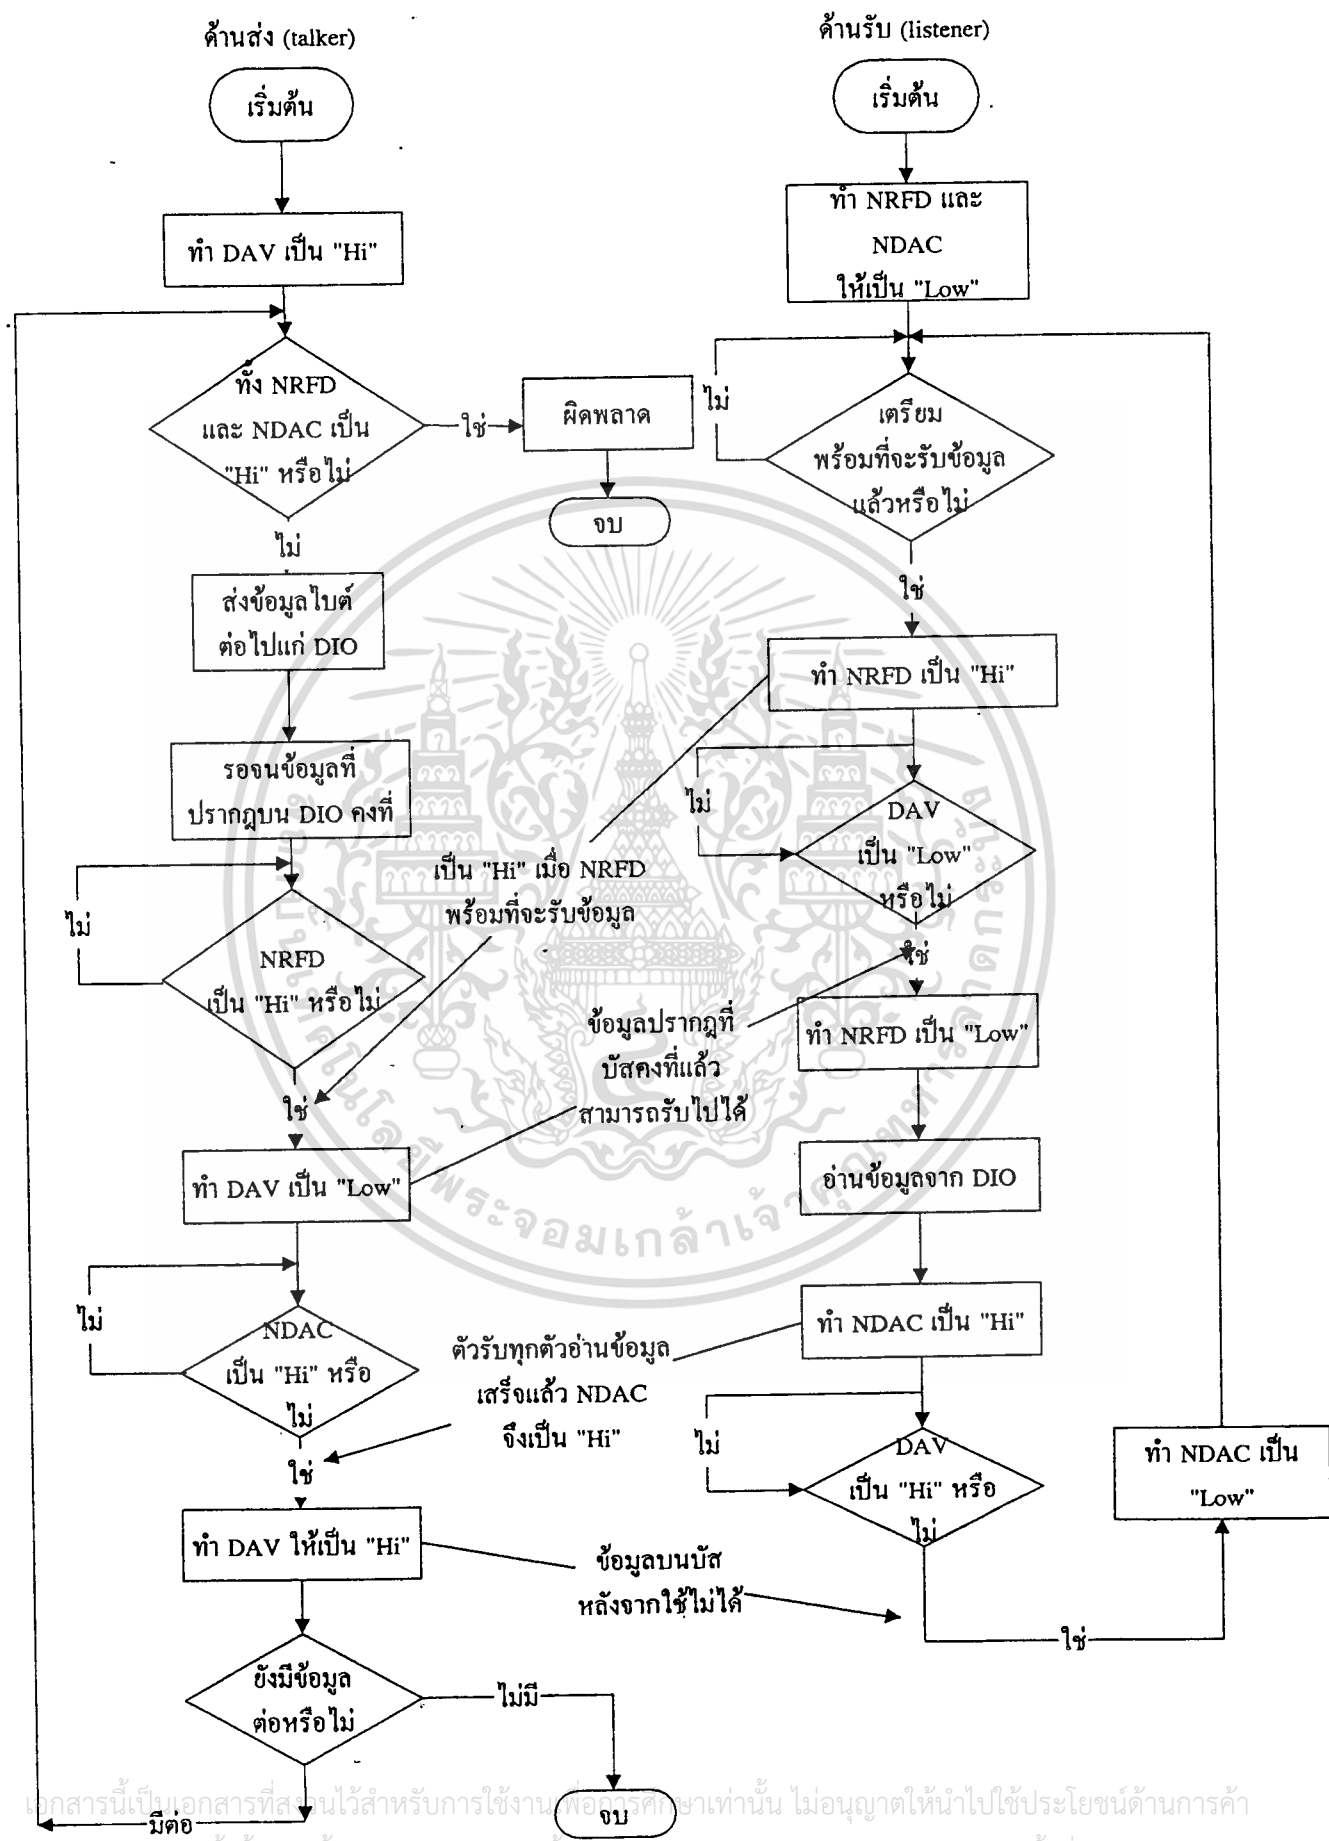 ด้านส่ง (talker)
เริ่มต้น
ทำ DAV เป็น "Hi"
ทั้ง NRFD
และ NDAC เป็น
"Hi" หรือไม่
ใช่
ผิดพลาด
จบ
ไม่
ส่งข้อมูลไบต์
ต่อไปแก่ DIO
รอจนข้อมูลที่
ปรากฎบน DIO คงที่
ไม่
NRFD
เป็น "Hi" หรือไม่
ใช่
ทำ DAV เป็น "Low"
ไม่
NDAC
เป็น "Hi" หรือ
ไม่
ใช่
ทำ DAV ให้เป็น "Hi"
ยังมีข้อมูล
ต่อหรือไม่
ไม่มี
จบ
มีต่อ
เป็น "Hi" เมื่อ NRFD
พร้อมที่จะรับข้อมูล
ข้อมูลปรากฎที่
บัสคงที่แล้ว
สามารถรับไปได้
ตัวรับทุกตัวอ่านข้อมูล
เสร็จแล้ว NDAC
จึงเป็น "Hi"
ข้อมูลบนบัส
หลังจากใช้ไม่ได้
ด้านรับ (listener)
เริ่มต้น
ทำ NRFD และ
NDAC
ให้เป็น "Low"
ไม่
เตรียม
พร้อมที่จะรับข้อมูล
แล้วหรือไม่
ใช่
ทำ NRFD เป็น "Hi"
ไม่
DAV
เป็น "Low"
หรือไม่
ใช่
ทำ NRFD เป็น "Low"
อ่านข้อมูลจาก DIO
ทำ NDAC เป็น "Hi"
ไม่
DAV
เป็น "Hi" หรือ
ไม่
ใช่
ทำ NDAC เป็น
"Low"
เอกสารนี้เป็นเอกสารที่สงวนไว้สำหรับการใช้งานเพื่อการศึกษาเท่านั้น ไม่อนุญาตให้นำไปใช้ประโยชน์ด้านการค้า